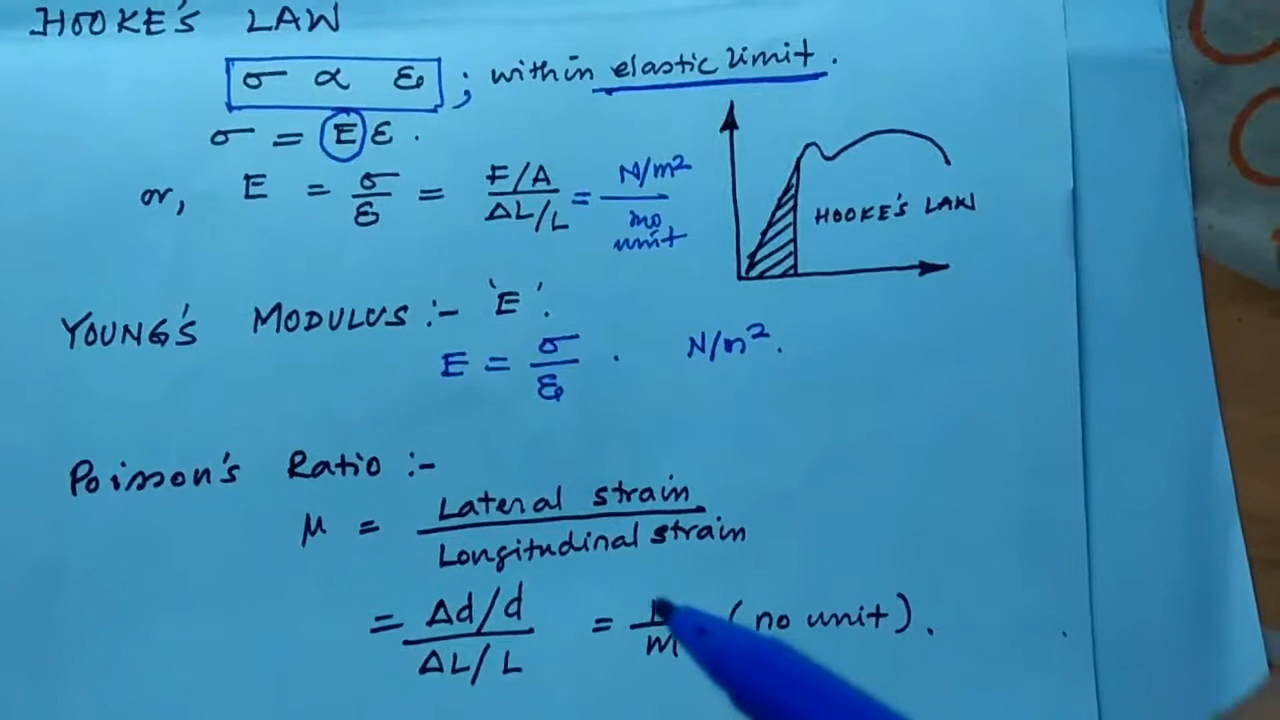 HOOKE'S LAW
σ ∝ ε ; within elastic limit.
σ = E ε .
or, E = σ/ε = F/A / ΔL/L = N/m² / no unit
HOOKE'S LAW
YOUNG'S MODULUS :- 'E'.
E = σ/ε . N/m².
Poisson's Ratio :-
μ = Lateral strain / Longitudinal strain
= Δd/d / ΔL/L = / m (no unit).